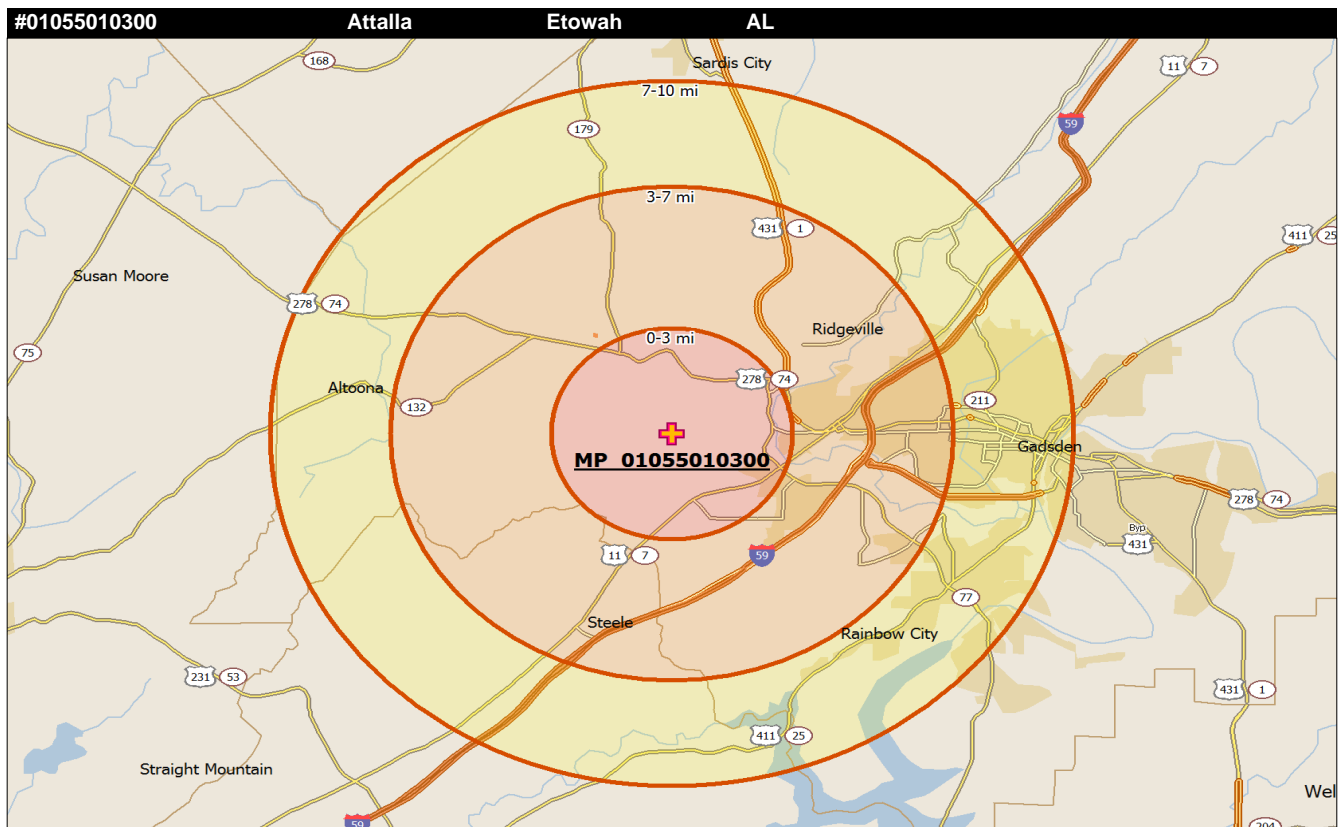 #01055010300 Attalla Etowah AL
168
Sardis City
11 7
7-10 mi
59
179
3-7 mi
431 1
411 25
Susan Moore
278 74
Ridgeville
0-3 mi
75
278 74
Altoona
132
211
MP 01055010300
Gadsden
278 74
Byp
431
11 7
59
77
Steele
Rainbow City
231 53
431 1
411 25
Straight Mountain
Wel
59
204